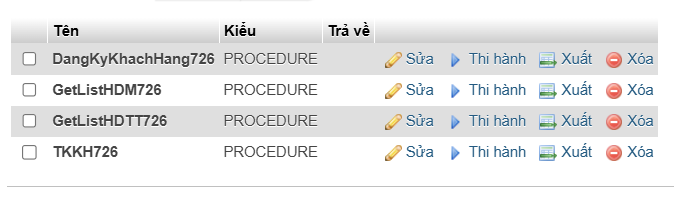 Tên Kiểu Trả về
DangKyKhachHang726 PROCEDURE Sửa Thi hành Xuất Xóa
GetListHDM726 PROCEDURE Sửa Thi hành Xuất Xóa
GetListHDTT726 PROCEDURE Sửa Thi hành Xuất Xóa
TKKH726 PROCEDURE Sửa Thi hành Xuất Xóa